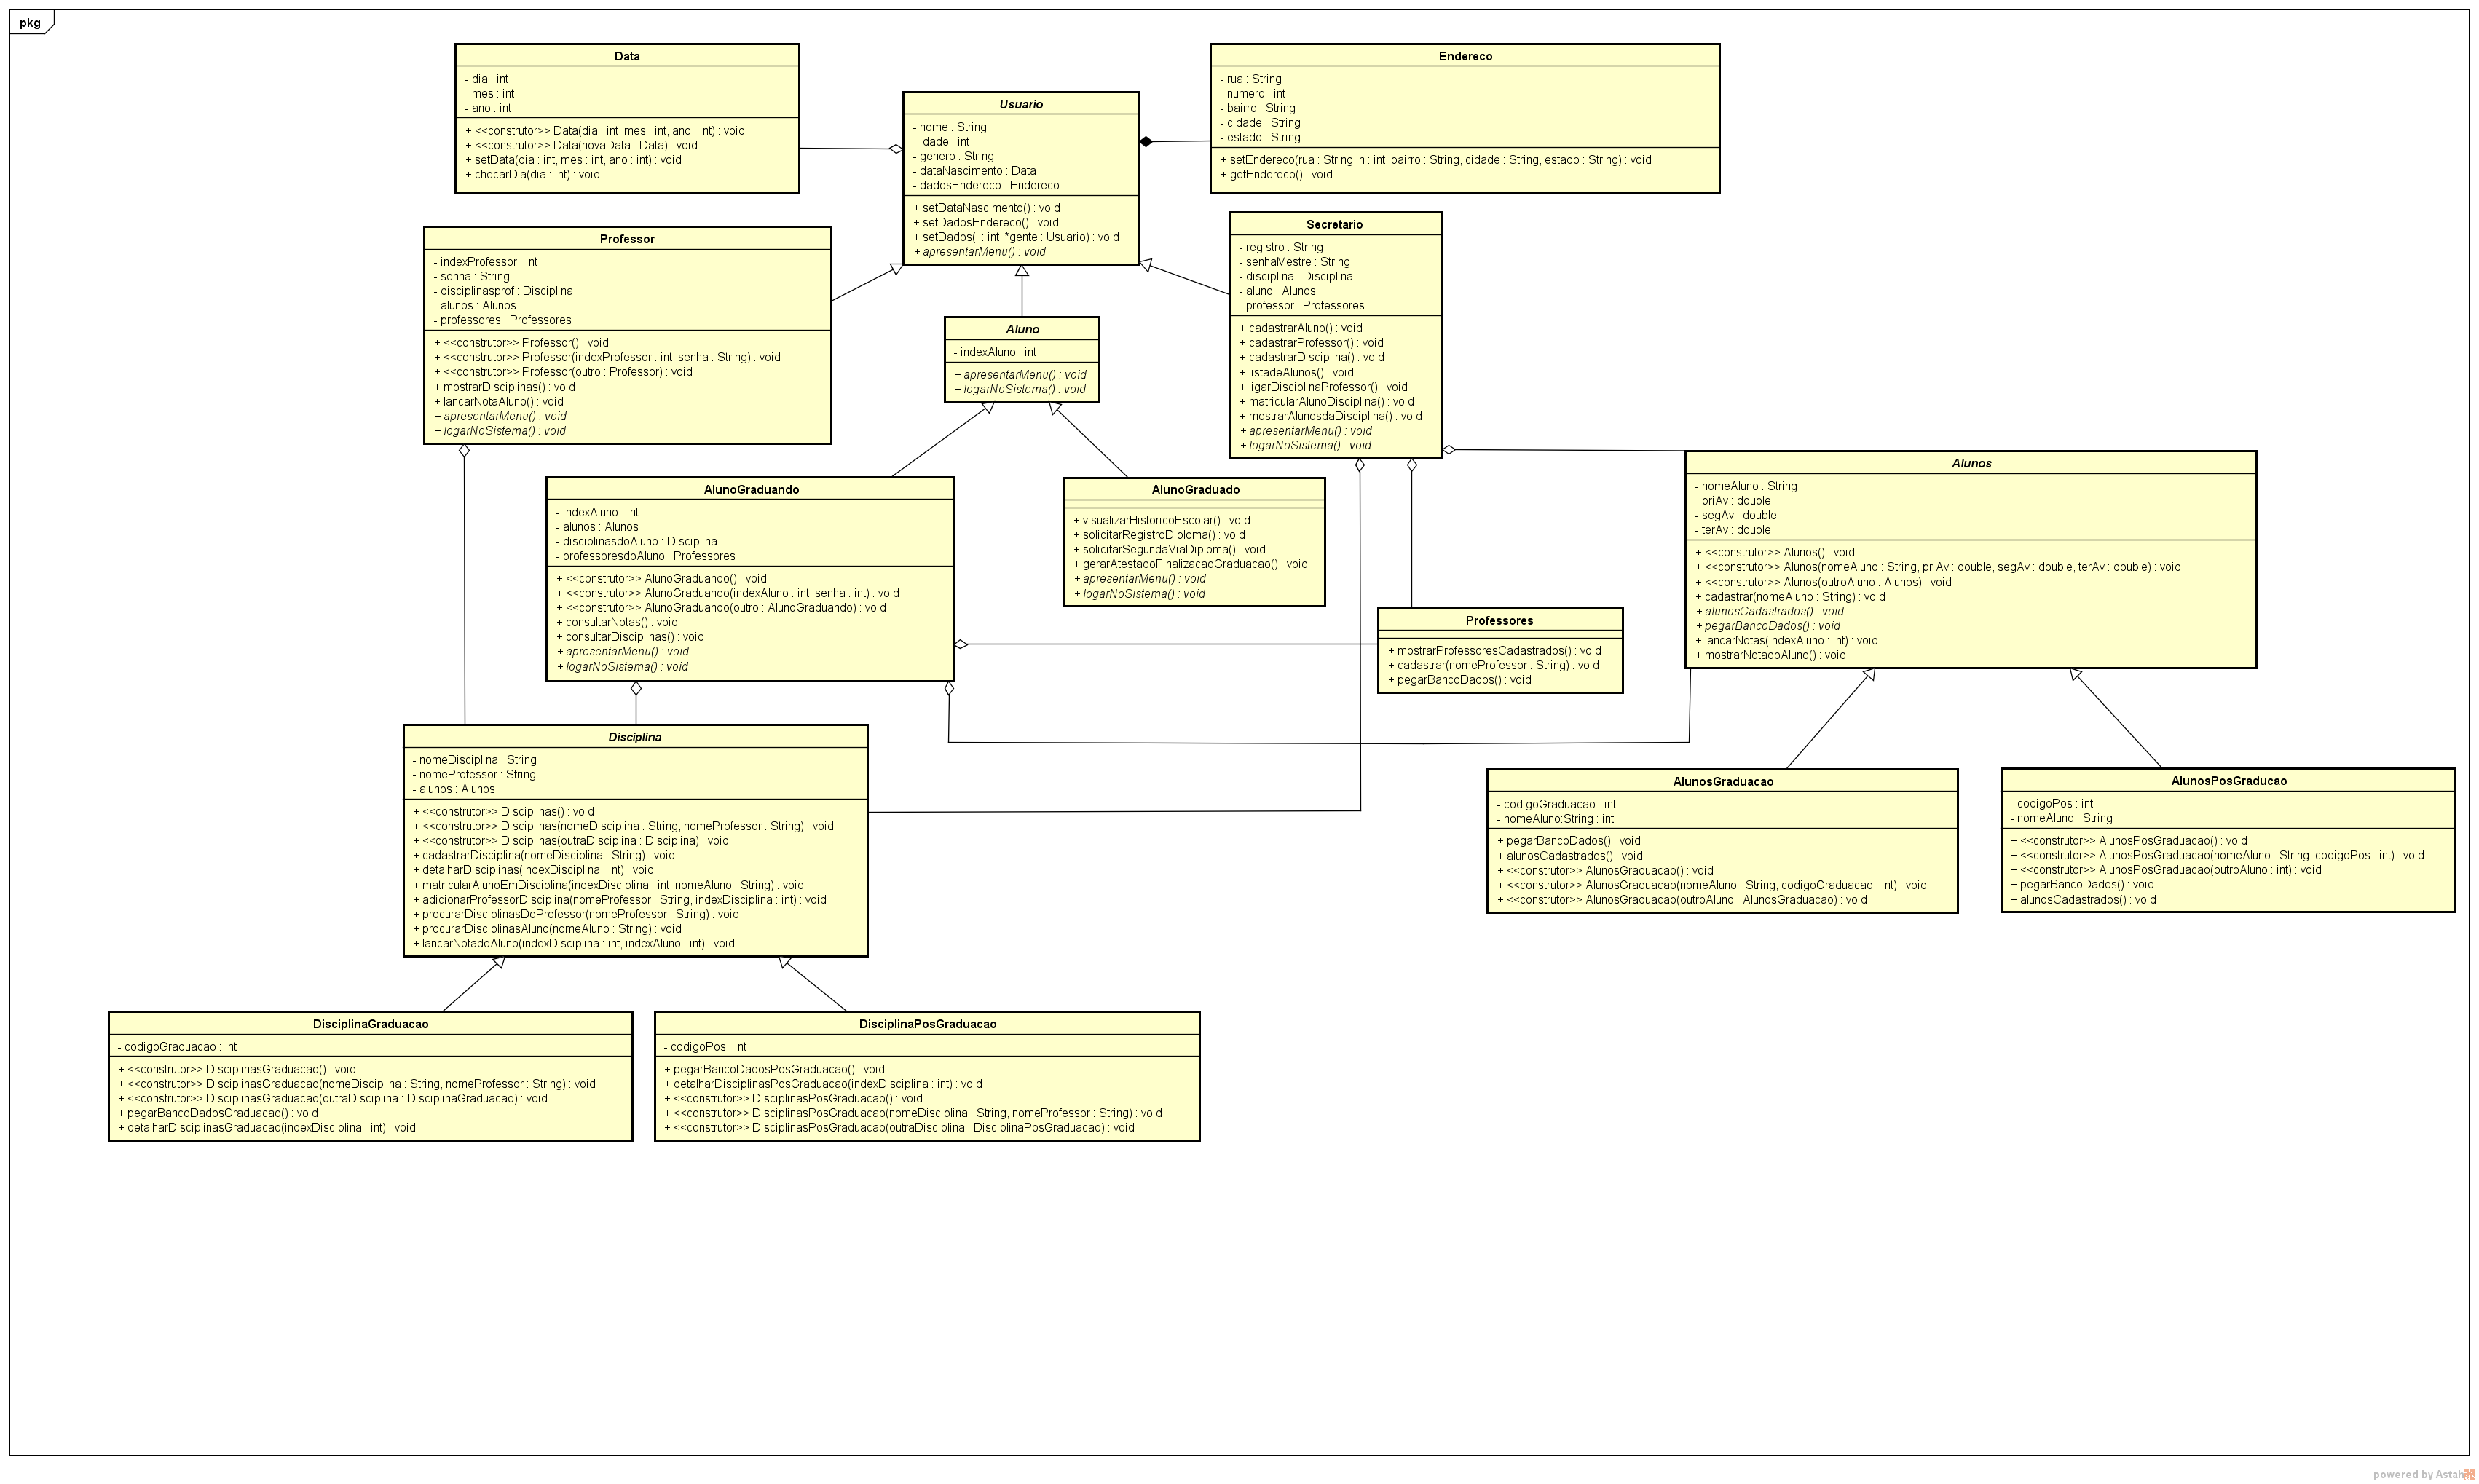 pkg
Data
- dia : int
- mes : int
- ano : int
+ <<construtor>> Data(dia : int, mes : int, ano : int) : void
+ <<construtor>> Data(novaData : Data) : void
+ setData(dia : int, mes : int, ano : int) : void
+ checarDIa(dia : int) : void
Usuario
- nome : String
- idade : int
- genero : String
- dataNascimento : Data
- dadosEndereco : Endereco
+ setDataNascimento() : void
+ setDadosEndereco() : void
+ setDados(i : int, *gente : Usuario) : void
+ apresentarMenu() : void
Endereco
- rua : String
- numero : int
- bairro : String
- cidade : String
- estado : String
+ setEndereco(rua : String, n : int, bairro : String, cidade : String, estado : String) : void
+ getEndereco() : void
Professor
- indexProfessor : int
- senha : String
- disciplinasprof : Disciplina
- alunos : Alunos
- professores : Professores
+ <<construtor>> Professor() : void
+ <<construtor>> Professor(indexProfessor : int, senha : String) : void
+ <<construtor>> Professor(outro : Professor) : void
+ mostrarDisciplinas() : void
+ lancarNotaAluno() : void
+ apresentarMenu() : void
+ logarNoSistema() : void
Aluno
- indexAluno : int
+ apresentarMenu() : void
+ logarNoSistema() : void
Secretario
- registro : String
- senhaMestre : String
- disciplina : Disciplina
- aluno : Alunos
- professor : Professores
+ cadastrarAluno() : void
+ cadastrarProfessor() : void
+ cadastrarDisciplina() : void
+ listadeAlunos() : void
+ ligarDisciplinaProfessor() : void
+ matricularAlunoDisciplina() : void
+ mostrarAlunosdaDisciplina() : void
+ apresentarMenu() : void
+ logarNoSistema() : void
AlunoGraduando
- indexAluno : int
- alunos : Alunos
- disciplinasdoAluno : Disciplina
- professoresdoAluno : Professores
+ <<construtor>> AlunoGraduando() : void
+ <<construtor>> AlunoGraduando(indexAluno : int, senha : int) : void
+ <<construtor>> AlunoGraduando(outro : AlunoGraduando) : void
+ consultarNotas() : void
+ consultarDisciplinas() : void
+ apresentarMenu() : void
+ logarNoSistema() : void
AlunoGraduado
+ visualizarHistoricoEscolar() : void
+ solicitarRegistroDiploma() : void
+ solicitarSegundaViaDiploma() : void
+ gerarAtestadoFinalizacaoGraduacao() : void
+ apresentarMenu() : void
+ logarNoSistema() : void
Alunos
- nomeAluno : String
- priAv : double
- segAv : double
- terAv : double
+ <<construtor>> Alunos() : void
+ <<construtor>> Alunos(nomeAluno : String, priAv : double, segAv : double, terAv : double) : void
+ <<construtor>> Alunos(outroAluno : Alunos) : void
+ cadastrar(nomeAluno : String) : void
+ alunosCadastrados() : void
+ pegarBancoDados() : void
+ lancarNotas(indexAluno : int) : void
+ mostrarNotadoAluno() : void
Professores
+ mostrarProfessoresCadastrados() : void
+ cadastrar(nomeProfessor : String) : void
+ pegarBancoDados() : void
Disciplina
- nomeDisciplina : String
- nomeProfessor : String
- alunos : Alunos
+ <<construtor>> Disciplinas() : void
+ <<construtor>> Disciplinas(nomeDisciplina : String, nomeProfessor : String) : void
+ <<construtor>> Disciplinas(outraDisciplina : Disciplina) : void
+ cadastrarDisciplina(nomeDisciplina : String) : void
+ detalharDisciplinas(indexDisciplina : int) : void
+ matricularAlunoEmDisciplina(indexDisciplina : int, nomeAluno : String) : void
+ adicionarProfessorDisciplina(nomeProfessor : String, indexDisciplina : int) : void
+ procurarDisciplinasDoProfessor(nomeProfessor : String) : void
+ procurarDisciplinasAluno(nomeAluno : String) : void
+ lancarNotadoAluno(indexDisciplina : int, indexAluno : int) : void
AlunosGraduacao
- codigoGraduacao : int
- nomeAluno:String : int
+ pegarBancoDados() : void
+ alunosCadastrados() : void
+ <<construtor>> AlunosGraduacao() : void
+ <<construtor>> AlunosGraduacao(nomeAluno : String, codigoGraduacao : int) : void
+ <<construtor>> AlunosGraduacao(outroAluno : AlunosGraduacao) : void
AlunosPosGraducao
- codigoPos : int
- nomeAluno : String
+ <<construtor>> AlunosPosGraduacao() : void
+ <<construtor>> AlunosPosGraduacao(nomeAluno : String, codigoPos : int) : void
+ <<construtor>> AlunosPosGraduacao(outroAluno : int) : void
+ pegarBancoDados() : void
+ alunosCadastrados() : void
DisciplinaGraduacao
- codigoGraduacao : int
+ <<construtor>> DisciplinasGraduacao() : void
+ <<construtor>> DisciplinasGraduacao(nomeDisciplina : String, nomeProfessor : String) : void
+ <<construtor>> DisciplinasGraduacao(outraDisciplina : DisciplinaGraduacao) : void
+ pegarBancoDadosGraduacao() : void
+ detalharDisciplinasGraduacao(indexDisciplina : int) : void
DisciplinaPosGraduacao
- codigoPos : int
+ pegarBancoDadosPosGraduacao() : void
+ detalharDisciplinasPosGraduacao(indexDisciplina : int) : void
+ <<construtor>> DisciplinasPosGraduacao() : void
+ <<construtor>> DisciplinasPosGraduacao(nomeDisciplina : String, nomeProfessor : String) : void
+ <<construtor>> DisciplinasPosGraduacao(outraDisciplina : DisciplinaPosGraduacao) : void
powered by Astah